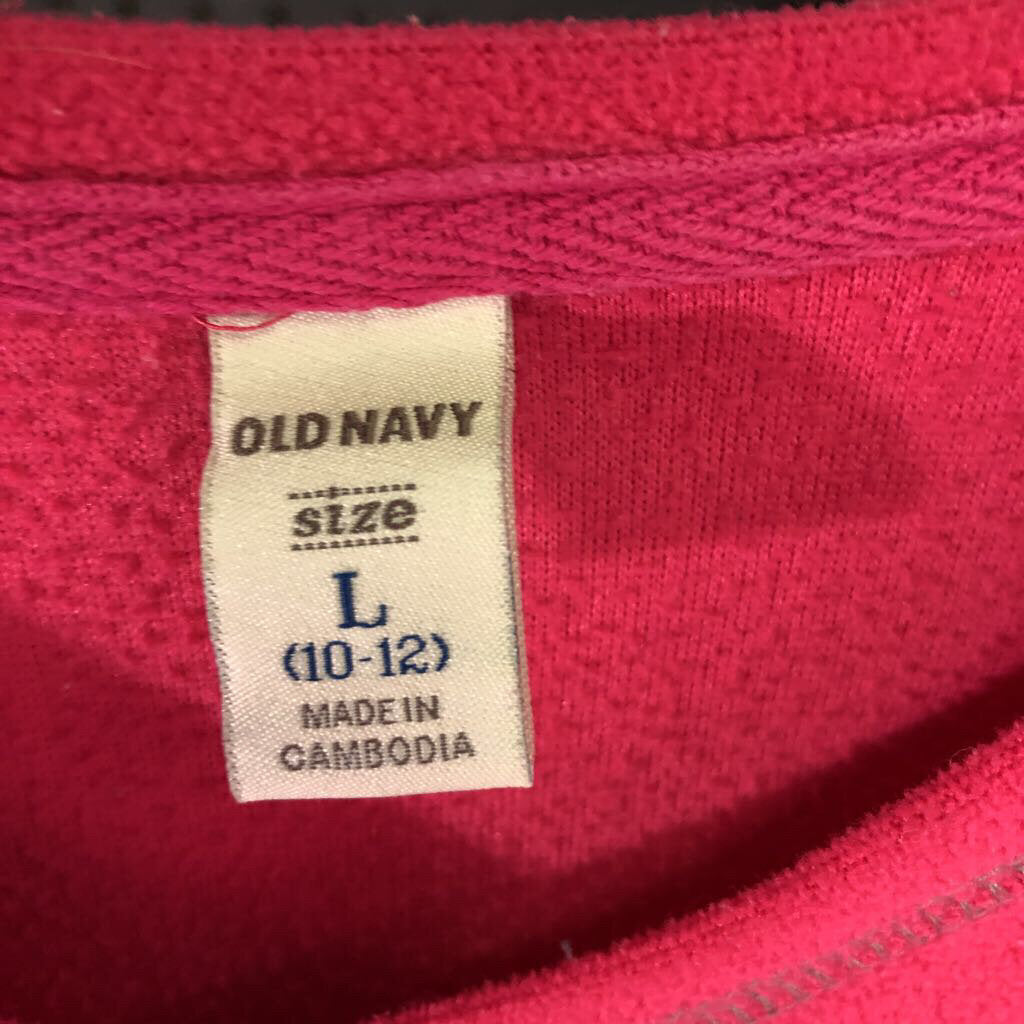 OLD NAVY
size
L
(10-12)
MADE IN
CAMBODIA